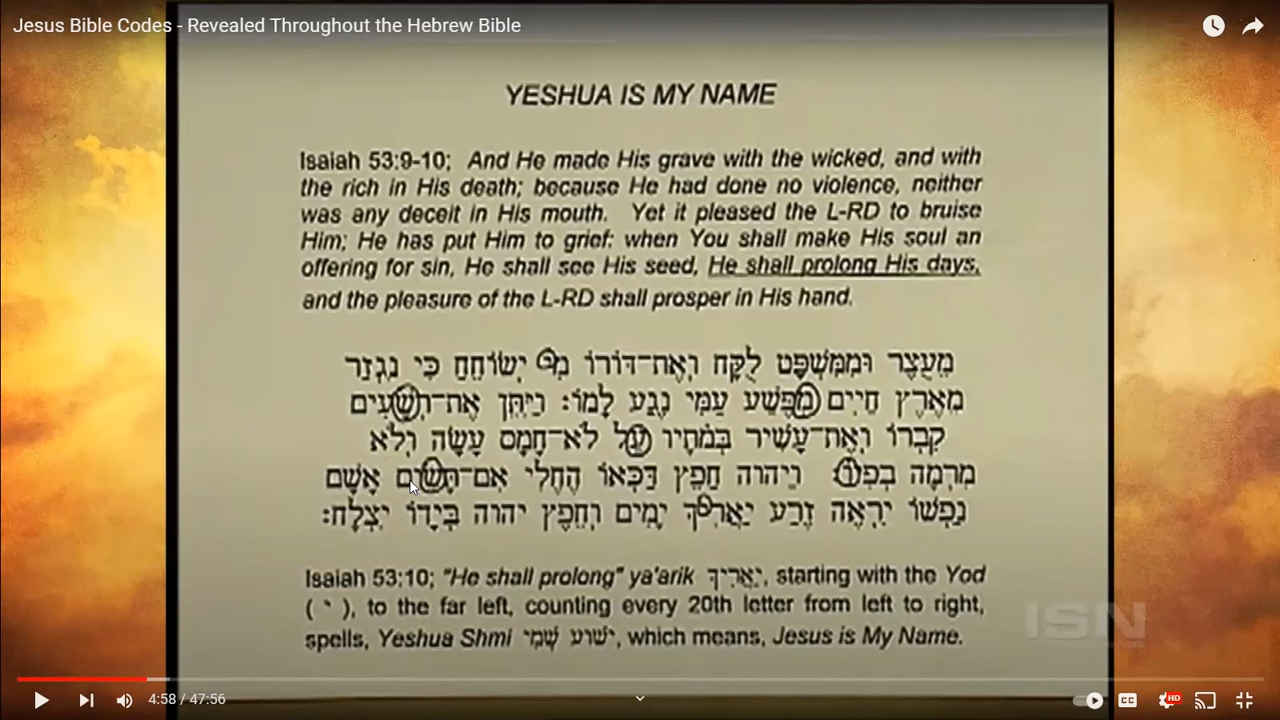 Jesus Bible Codes - Revealed Throughout the Hebrew Bible
YESHUA IS MY NAME
Isaiah 53:9-10; And He made His grave with the wicked, and with
the rich in His death; because He had done no violence, neither
was any deceit in His mouth. Yet it pleased the L-RD to bruise
Him; He has put Him to grief: when You shall make His soul an
offering for sin, He shall see His seed, He shall prolong His days,
and the pleasure of the L-RD shall prosper in His hand.
מֵעֹצֶר וּמִמִּשְׁפָּט לֻקָּח וְאֶת־דּוֹרוֹ מִי יְשׂוֹחֵחַ כִּי נִגְזַר
מֵאֶרֶץ חַיִּים מִפֶּשַׁע עַמִּי נֶגַע לָמוֹ׃ וַיִּתֵּן אֶת־רְשָׁעִים
קִבְרוֹ וְאֶת־עָשִׁיר בְּמֹתָיו עַל לֹא־חָמָס עָשָׂה וְלֹא
מִרְמָה בְּפִיו׃ וַיהוה חָפֵץ דַּכְּאוֹ הֶחֱלִי אִם־תָּשִׂים אָשָׁם
נַפְשׁוֹ יִרְאֶה זֶרַע יַאֲרִיךְ יָמִים וְחֵפֶץ יהוה בְּיָדוֹ יִצְלָח׃
Isaiah 53:10; "He shall prolong" ya'arik יַאֲרִיךְ, starting with the Yod
( י ), to the far left, counting every 20th letter from left to right,
spells, Yeshua Shmi יֵשׁוּעַ שְׁמִי, which means, Jesus is My Name.
ISN
4:58 / 47:56
CC
HD